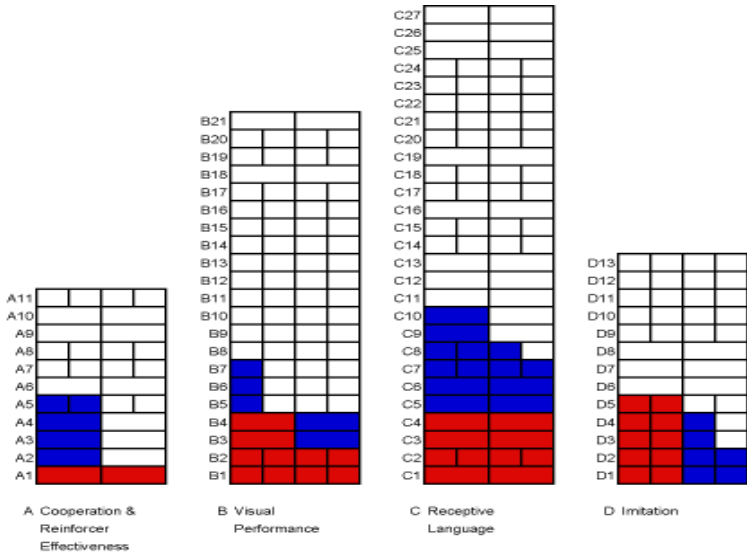 C27
C26
C25
C24
C23
C22
B21 C21
B20 C20
B19 C19
B18 C18
B17 C17
B16 C16
B15 C15
B14 C14
B13 C13 D13
B12 C12 D12
A11 B11 C11 D11
A10 B10 C10 D10
A9 B9 C9 D9
A8 B8 C8 D8
A7 B7 C7 D7
A6 B6 C6 D6
A5 B5 C5 D5
A4 B4 C4 D4
A3 B3 C3 D3
A2 B2 C2 D2
A1 B1 C1 D1
A Cooperation &
Reinforcer
Effectiveness
B Visual
Performance
C Receptive
Language
D Imitation